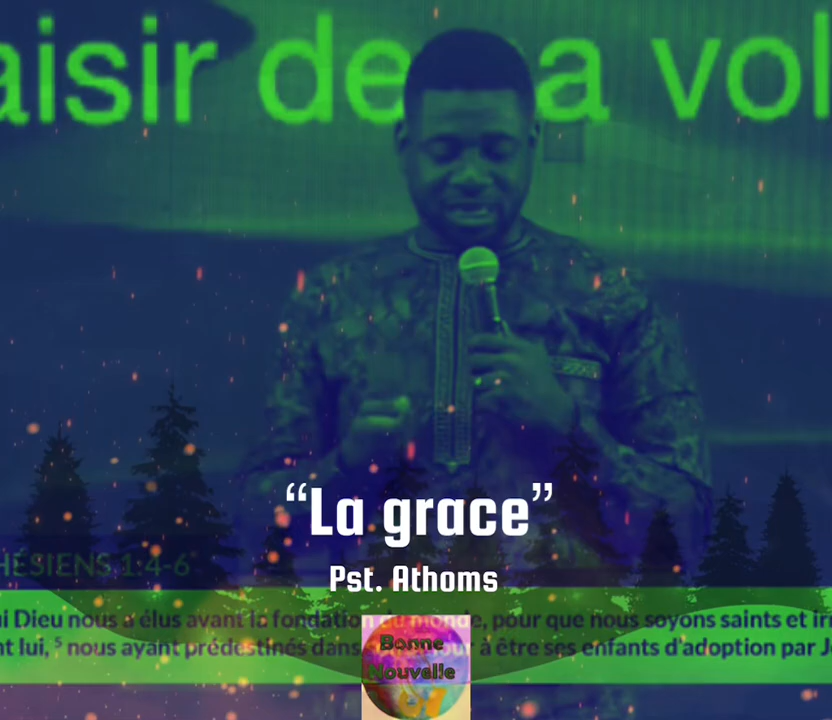 aisir de a vol
“La grace”
Pst. Athoms
HÉSIENS 1:4-6
ui Dieu nous a élus avant la fondation du monde, pour que nous soyons saints et irr
nt lui, ⁵ nous ayant prédestinés dans à être ses enfants d'adoption par Je
Bonne
Nouvelle